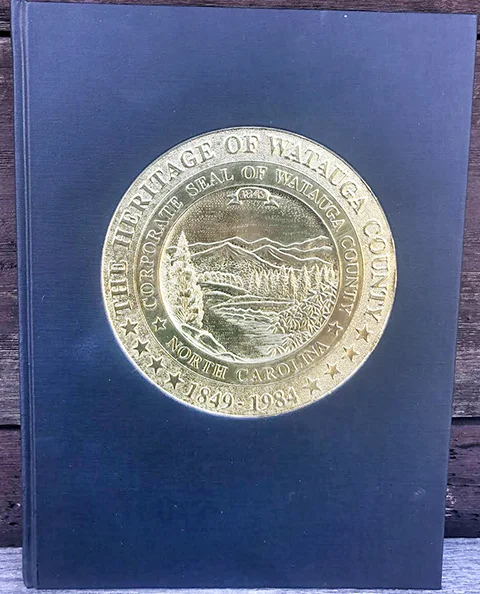 THE HERITAGE OF WATAUGA COUNTY
CORPORATE SEAL OF WATAUGA COUNTY
NORTH CAROLINA
1849-1984